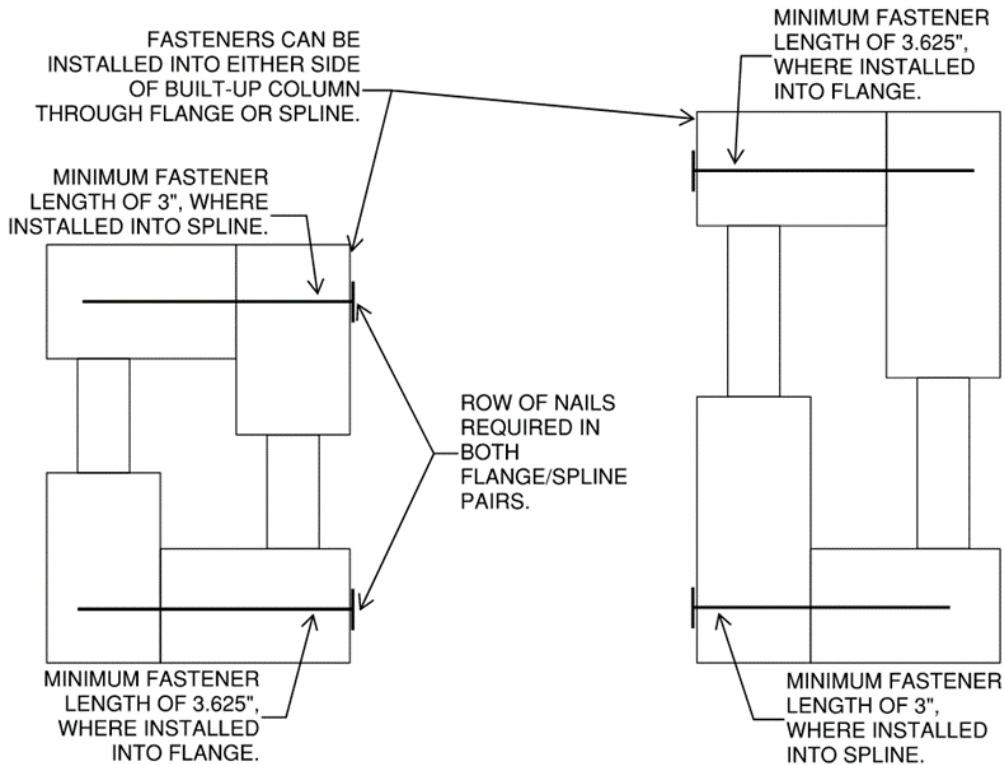 FASTENERS CAN BE
INSTALLED INTO EITHER SIDE
OF BUILT-UP COLUMN
THROUGH FLANGE OR SPLINE.
MINIMUM FASTENER
LENGTH OF 3.625",
WHERE INSTALLED
INTO FLANGE.
MINIMUM FASTENER
LENGTH OF 3", WHERE
INSTALLED INTO SPLINE.
ROW OF NAILS
REQUIRED IN
BOTH
FLANGE/SPLINE
PAIRS.
MINIMUM FASTENER
LENGTH OF 3.625",
WHERE INSTALLED
INTO FLANGE.
MINIMUM FASTENER
LENGTH OF 3",
WHERE INSTALLED
INTO SPLINE.